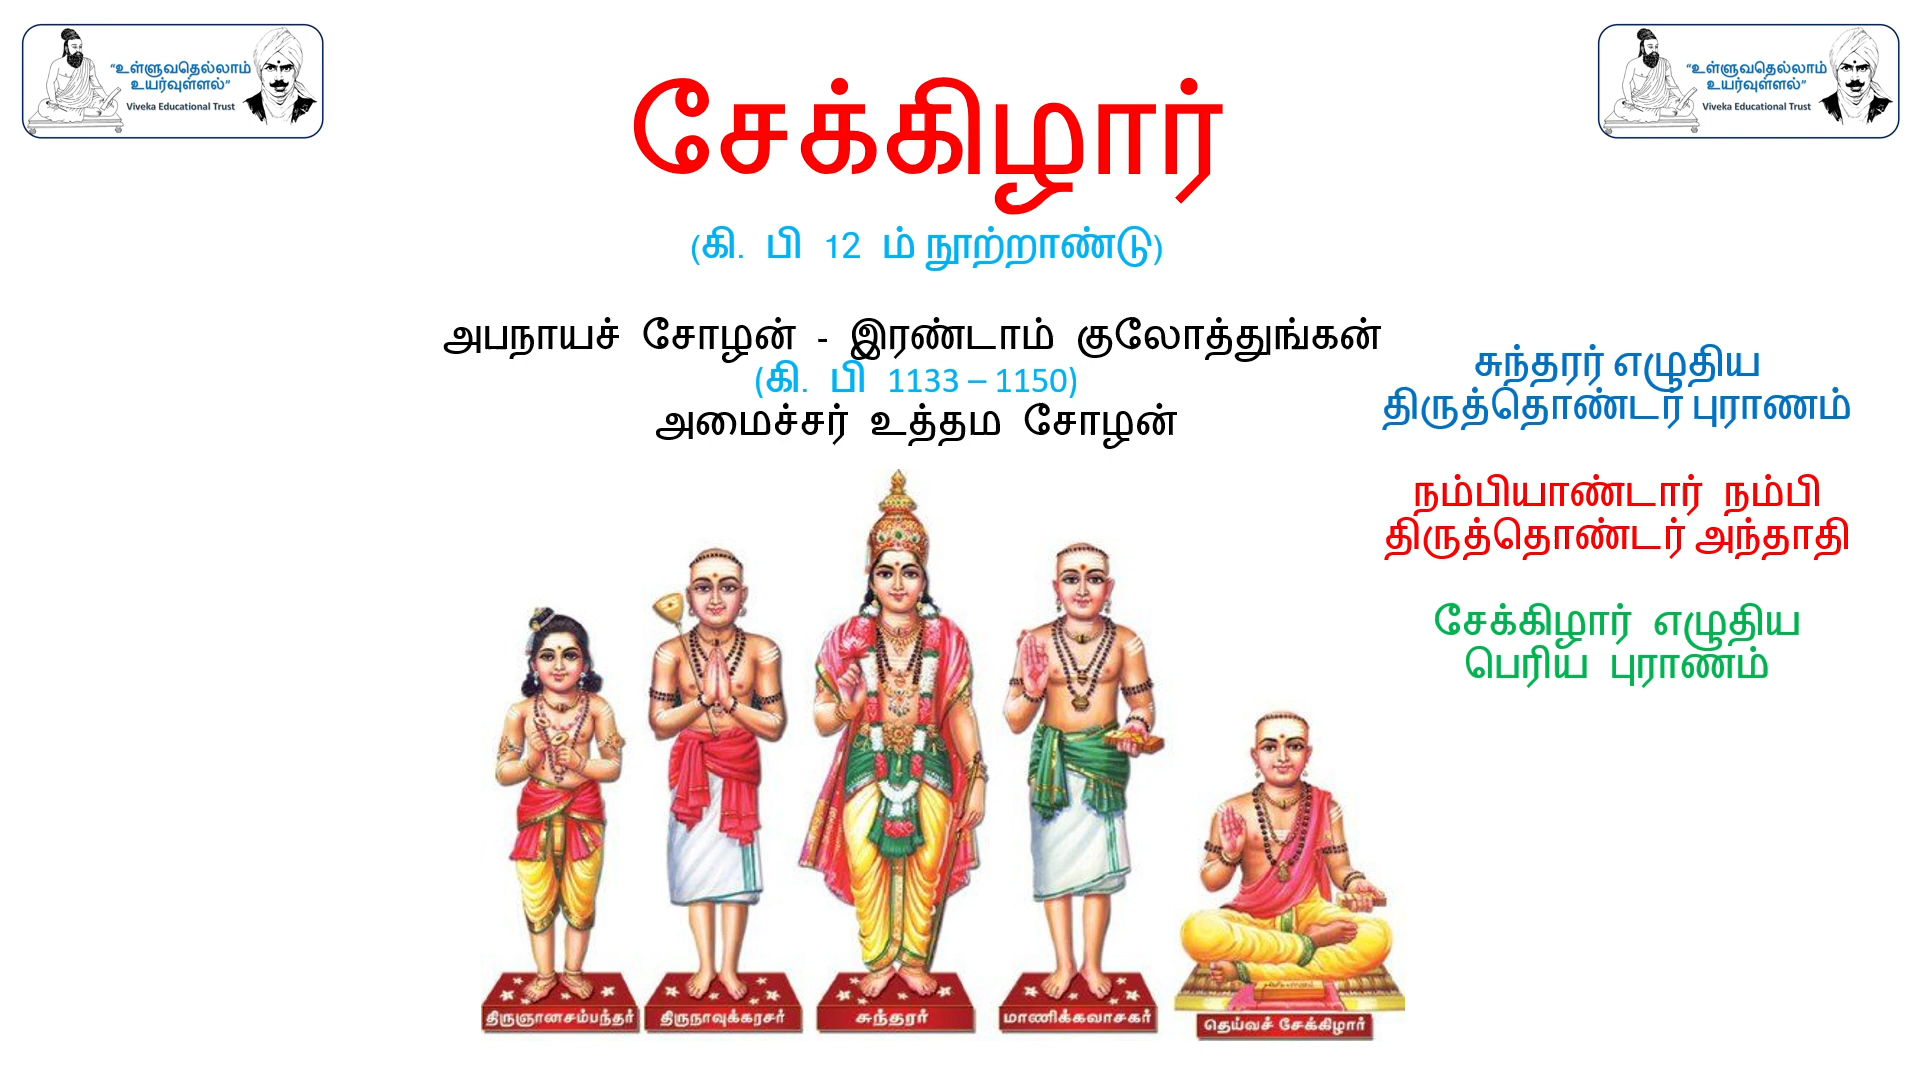 “உள்ளுவதெல்லாம்
உயர்வுள்ளல்”
Viveka Educational Trust
“உள்ளுவதெல்லாம்
உயர்வுள்ளல்”
Viveka Educational Trust
சேக்கிழார்
(கி. பி 12 ம் நூற்றாண்டு)
அபநாயச் சோழன் - இரண்டாம் குலோத்துங்கன்
(கி. பி 1133 – 1150)
அமைச்சர் உத்தம சோழன்
சுந்தரர் எழுதிய
திருத்தொண்டர் புராணம்
நம்பியாண்டார் நம்பி
திருத்தொண்டர் அந்தாதி
சேக்கிழார் எழுதிய
பெரிய புராணம்
திருஞானசம்பந்தர்
திருநாவுக்கரசர்
சுந்தரர்
மாணிக்கவாசகர்
தெய்வச் சேக்கிழார்